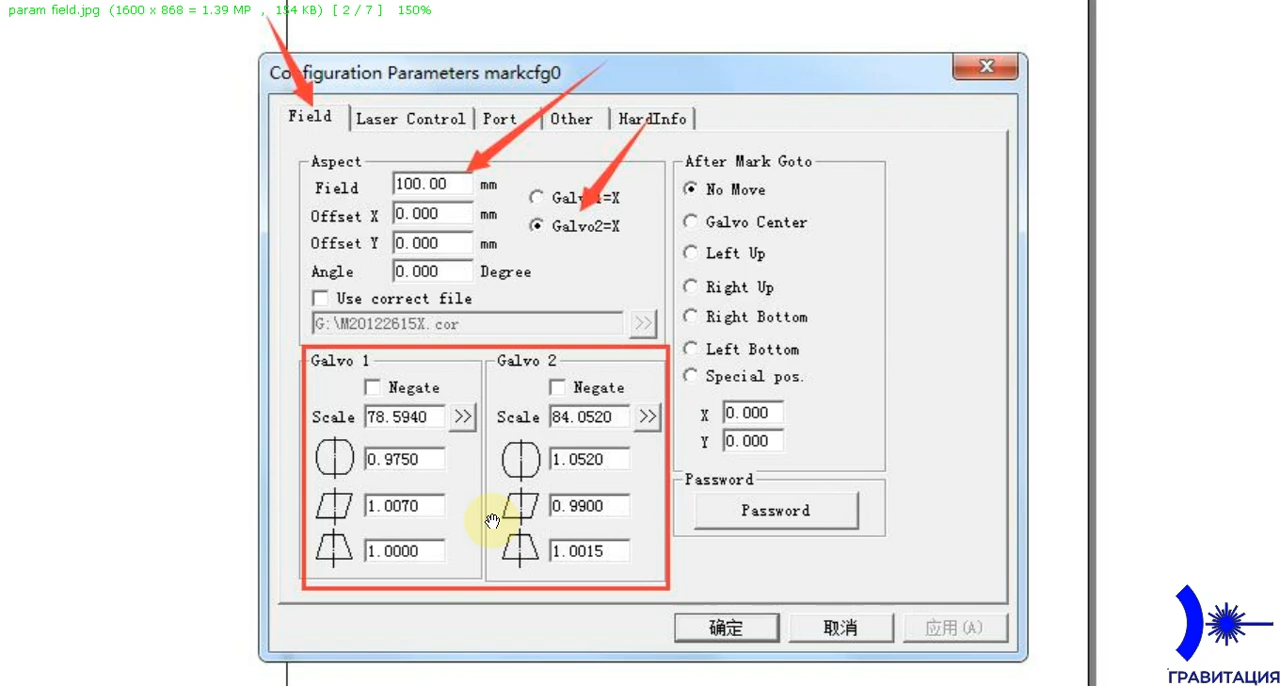 param field.jpg (1600 x 868 = 1.39 MP , 154 KB) [ 2 / 7 ] 150%
Configuration Parameters markcfg0
Field Laser Control Port Other HardInfo
Aspect
Field 100.00 mm
Offset X 0.000 mm
Offset Y 0.000 mm
Angle 0.000 Degree
Galvo1=X
Galvo2=X
Use correct file
G:\M20122615X.cor >>
Galvo 1
Negate
Scale 78.5940 >>
0.9750
1.0070
1.0000
Galvo 2
Negate
Scale 84.0520 >>
1.0520
0.9900
1.0015
After Mark Goto
No Move
Galvo Center
Left Up
Right Up
Right Bottom
Left Bottom
Special pos.
X 0.000
Y 0.000
Password
Password
确定 取消 应用(A)
ГРАВИТАЦИЯ